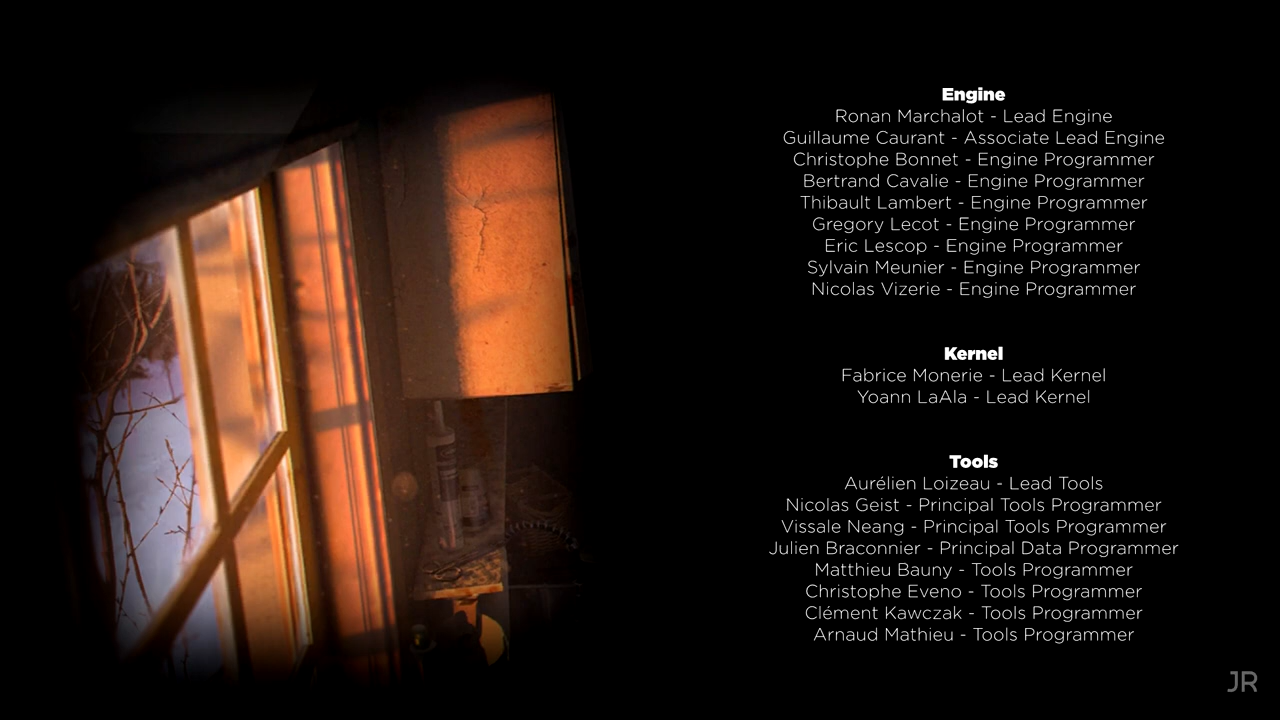 Engine
Ronan Marchalot - Lead Engine
Guillaume Caurant - Associate Lead Engine
Christophe Bonnet - Engine Programmer
Bertrand Cavalie - Engine Programmer
Thibault Lambert - Engine Programmer
Gregory Lecot - Engine Programmer
Eric Lescop - Engine Programmer
Sylvain Meunier - Engine Programmer
Nicolas Vizerie - Engine Programmer
Kernel
Fabrice Monerie - Lead Kernel
Yoann LaAla - Lead Kernel
Tools
Aurélien Loizeau - Lead Tools
Nicolas Geist - Principal Tools Programmer
Vissale Neang - Principal Tools Programmer
Julien Braconnier - Principal Data Programmer
Matthieu Bauny - Tools Programmer
Christophe Eveno - Tools Programmer
Clément Kawczak - Tools Programmer
Arnaud Mathieu - Tools Programmer
JR